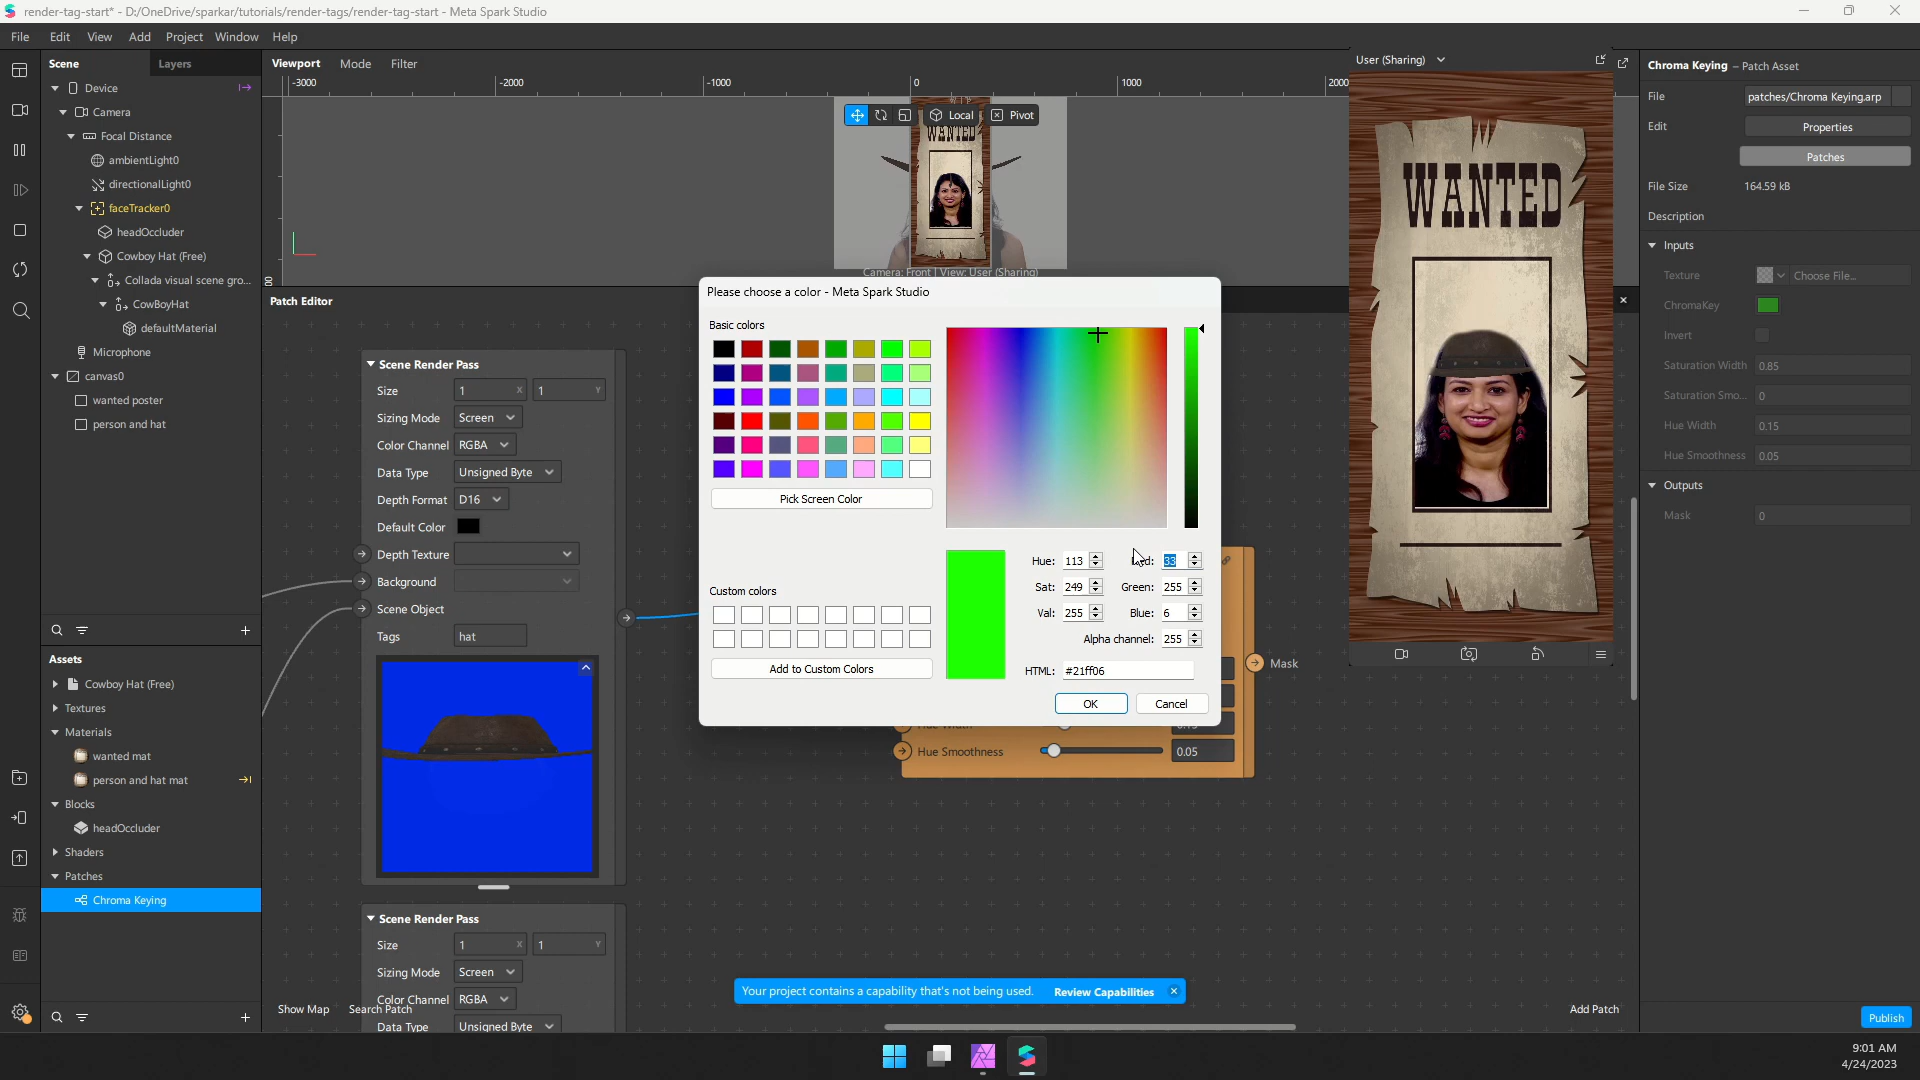 render-tag-start* - D:/OneDrive/sparkar/tutorials/render-tags/render-tag-start - Meta Spark Studio
File Edit View Add Project Window Help
Scene Layers
Device
Camera
Focal Distance
ambientLight0
directionalLight0
faceTracker0
headOccluder
Cowboy Hat (Free)
Collada visual scene gro...
CowBoyHat
defaultMaterial
Microphone
canvas0
wanted poster
person and hat
Assets
Cowboy Hat (Free)
Textures
Materials
wanted mat
person and hat mat
Blocks
headOccluder
Shaders
Patches
Chroma Keying
Viewport Mode Filter
-3000 -2000 -1000 0 1000 2000
Local Pivot
WANTED
Camera: Front | View: User (Sharing)
Patch Editor
Scene Render Pass
Size 1 X 1 Y
Sizing Mode Screen
Color Channel RGBA
Data Type Unsigned Byte
Depth Format D16
Default Color
Depth Texture
Background
Scene Object
Tags hat
Scene Render Pass
Size 1 X 1 Y
Sizing Mode Screen
Color Channel RGBA
Data Type Unsigned Byte
Show Map Search Patch
Please choose a color - Meta Spark Studio
Basic colors
Pick Screen Color
Custom colors
Add to Custom Colors
Hue: 113 33
Sat: 249 Green: 255
Val: 255 Blue: 6
Alpha channel: 255
HTML: #21ff06
OK Cancel
Mask
Hue Smoothness 0.05
Your project contains a capability that's not being used. Review Capabilities
Add Patch
User (Sharing)
WANTED
Chroma Keying – Patch Asset
File patches/Chroma Keying.arp
Edit Properties
Patches
File Size 164.59 kB
Description
Inputs
Texture Choose File...
ChromaKey
Invert
Saturation Width 0.85
Saturation Smo... 0
Hue Width 0.15
Hue Smoothness 0.05
Outputs
Mask 0
Publish
9:01 AM
4/24/2023